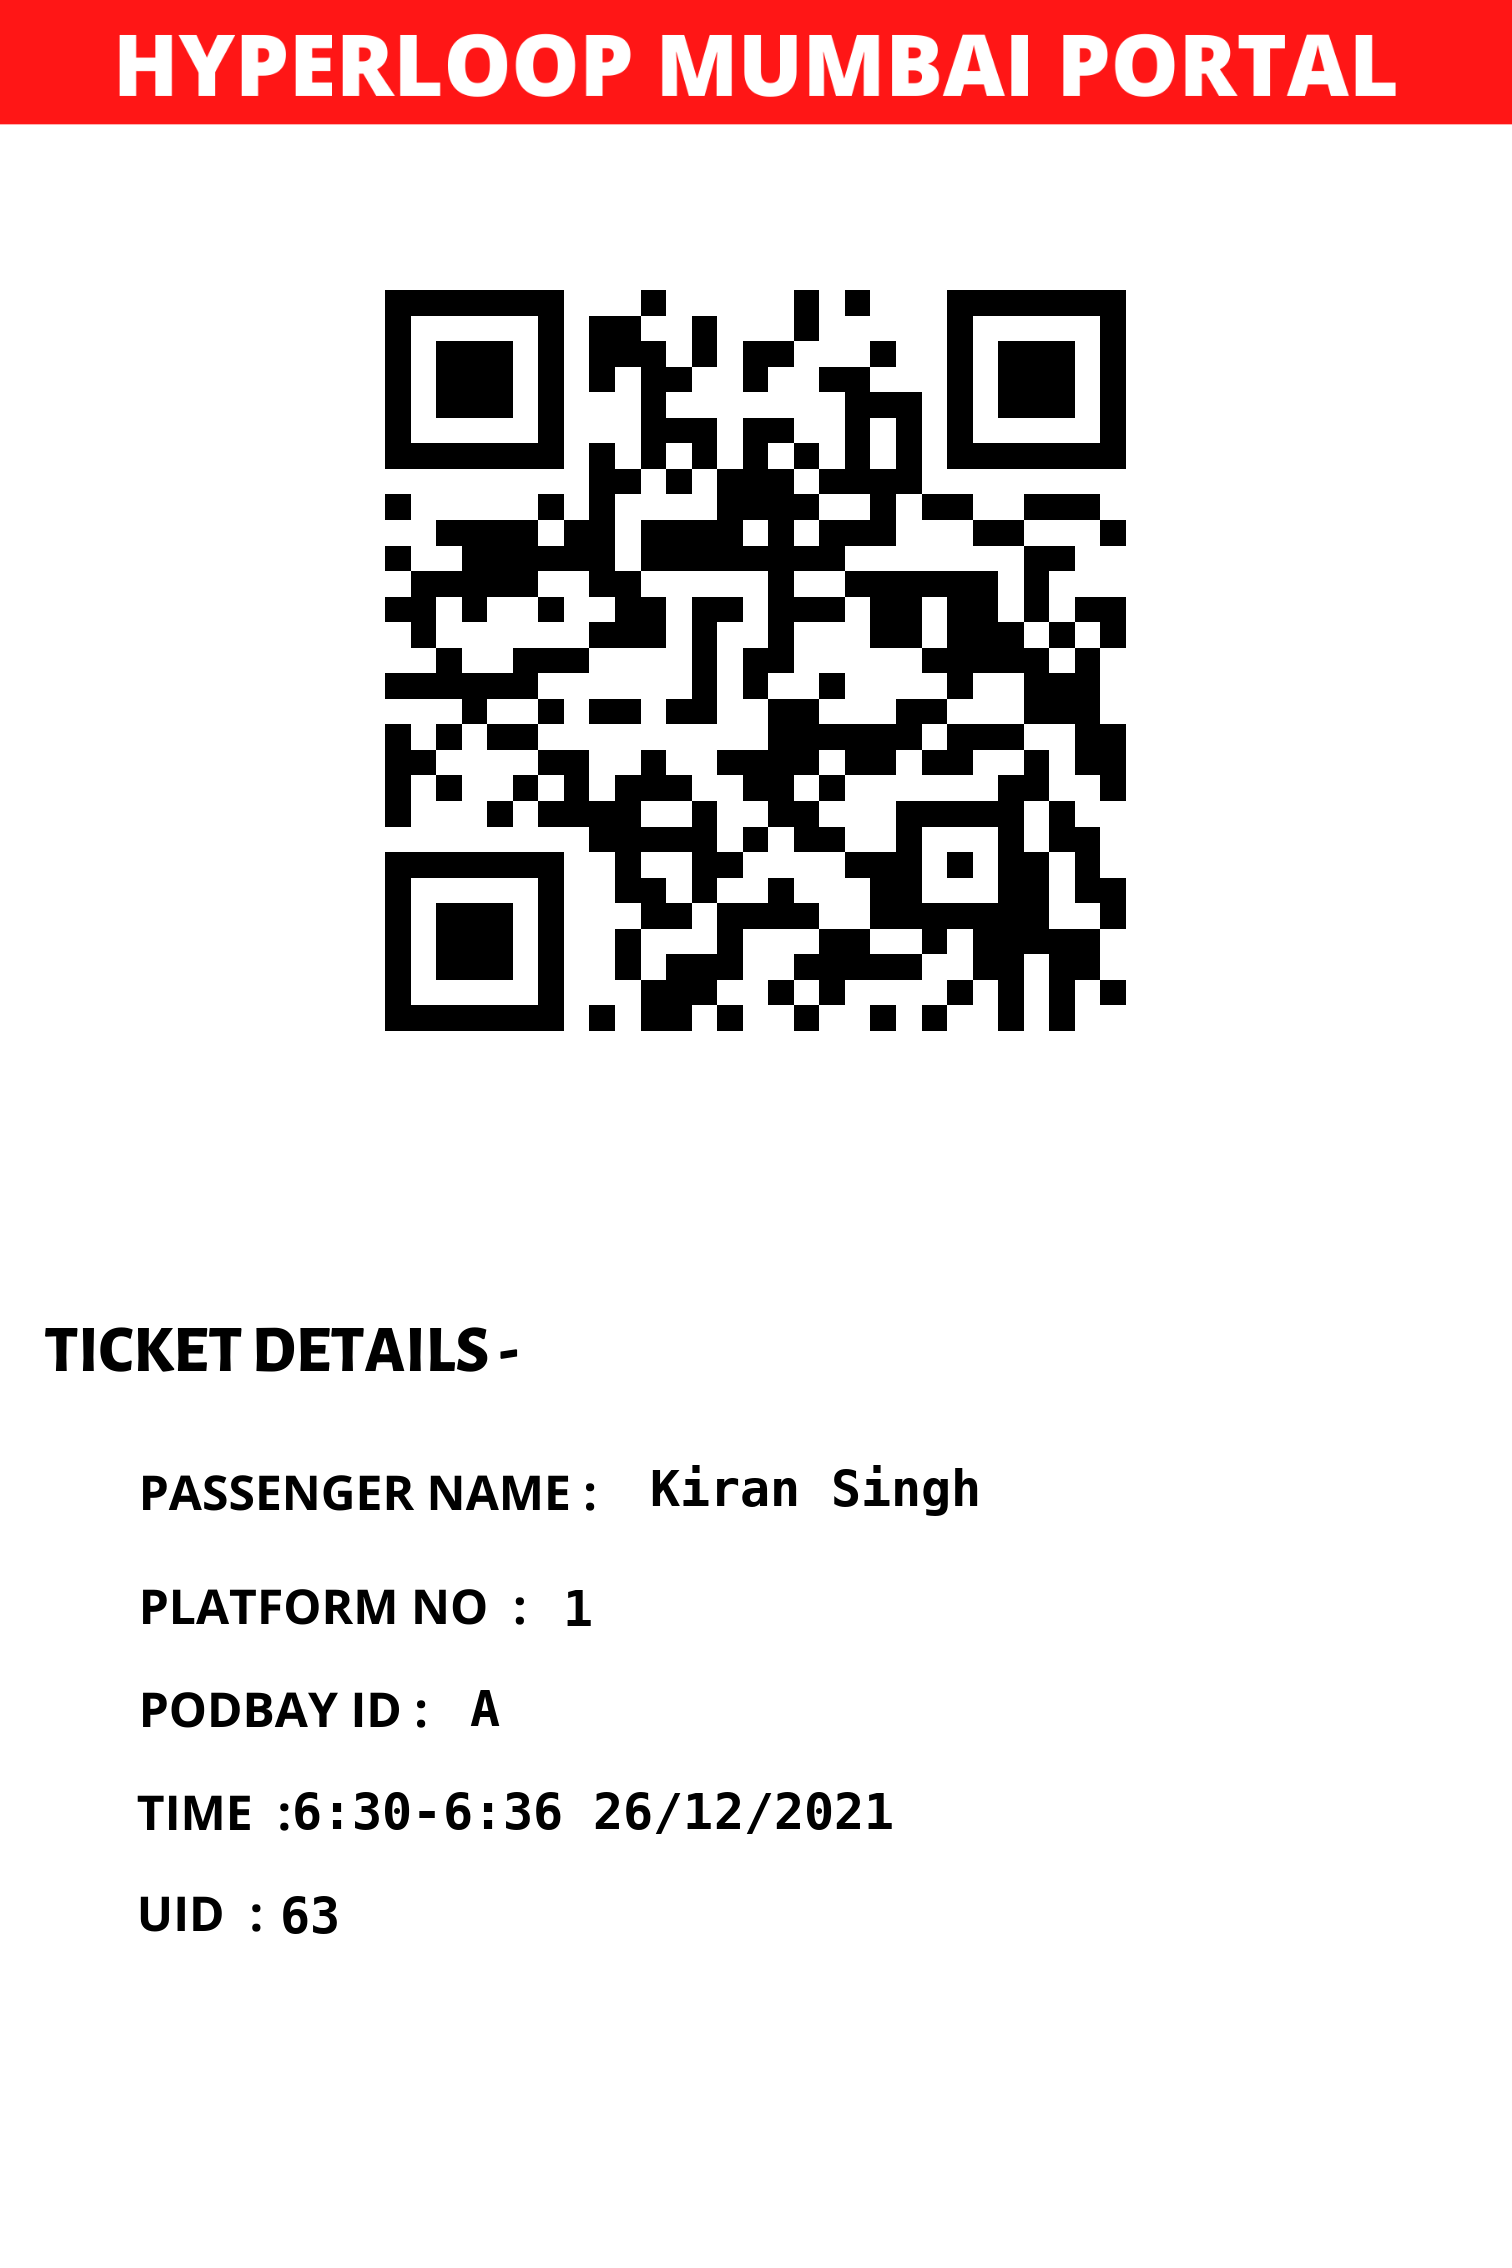 HYPERLOOP MUMBAI PORTAL
TICKET DETAILS -
PASSENGER NAME : Kiran Singh
PLATFORM NO : 1
PODBAY ID : A
TIME :6:30-6:36 26/12/2021
UID : 63